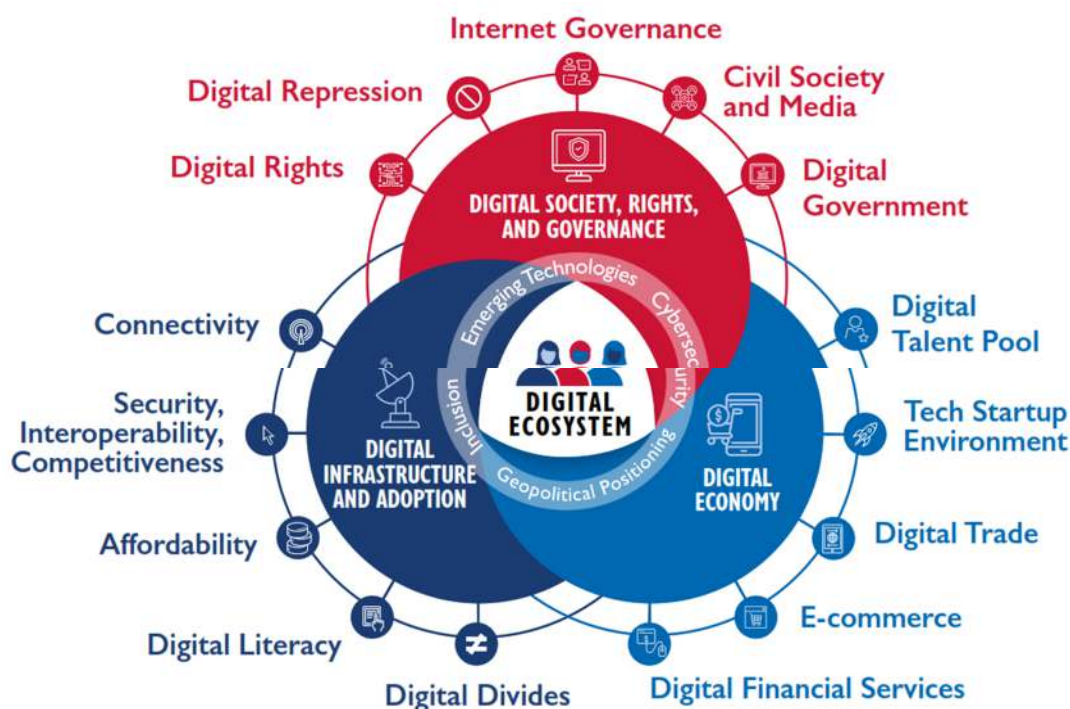 Internet Governance
Digital Repression
Civil Society
and Media
Digital Rights
Digital
Government
DIGITAL SOCIETY, RIGHTS,
AND GOVERNANCE
Emerging Technologies
Cybersecurity
Inclusion
Geopolitical Positioning
DIGITAL
ECOSYSTEM
Connectivity
Security,
Interoperability,
Competitiveness
Affordability
Digital Literacy
Digital Divides
DIGITAL
INFRASTRUCTURE
AND ADOPTION
DIGITAL
ECONOMY
Digital
Talent Pool
Tech Startup
Environment
Digital Trade
E-commerce
Digital Financial Services